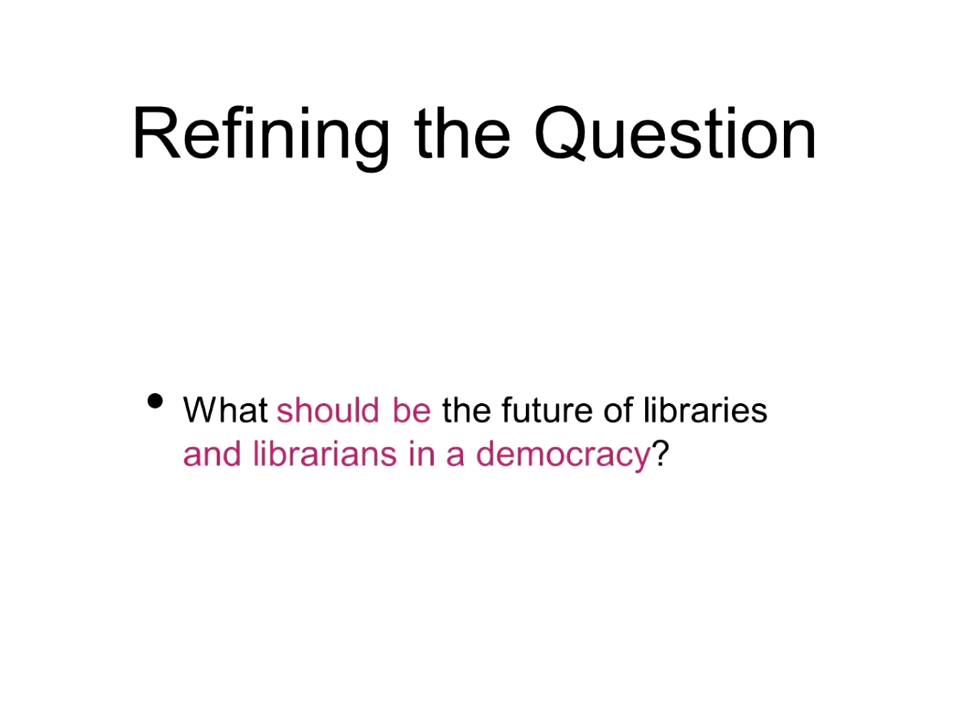 Refining the Question
• What should be the future of libraries
and librarians in a democracy?